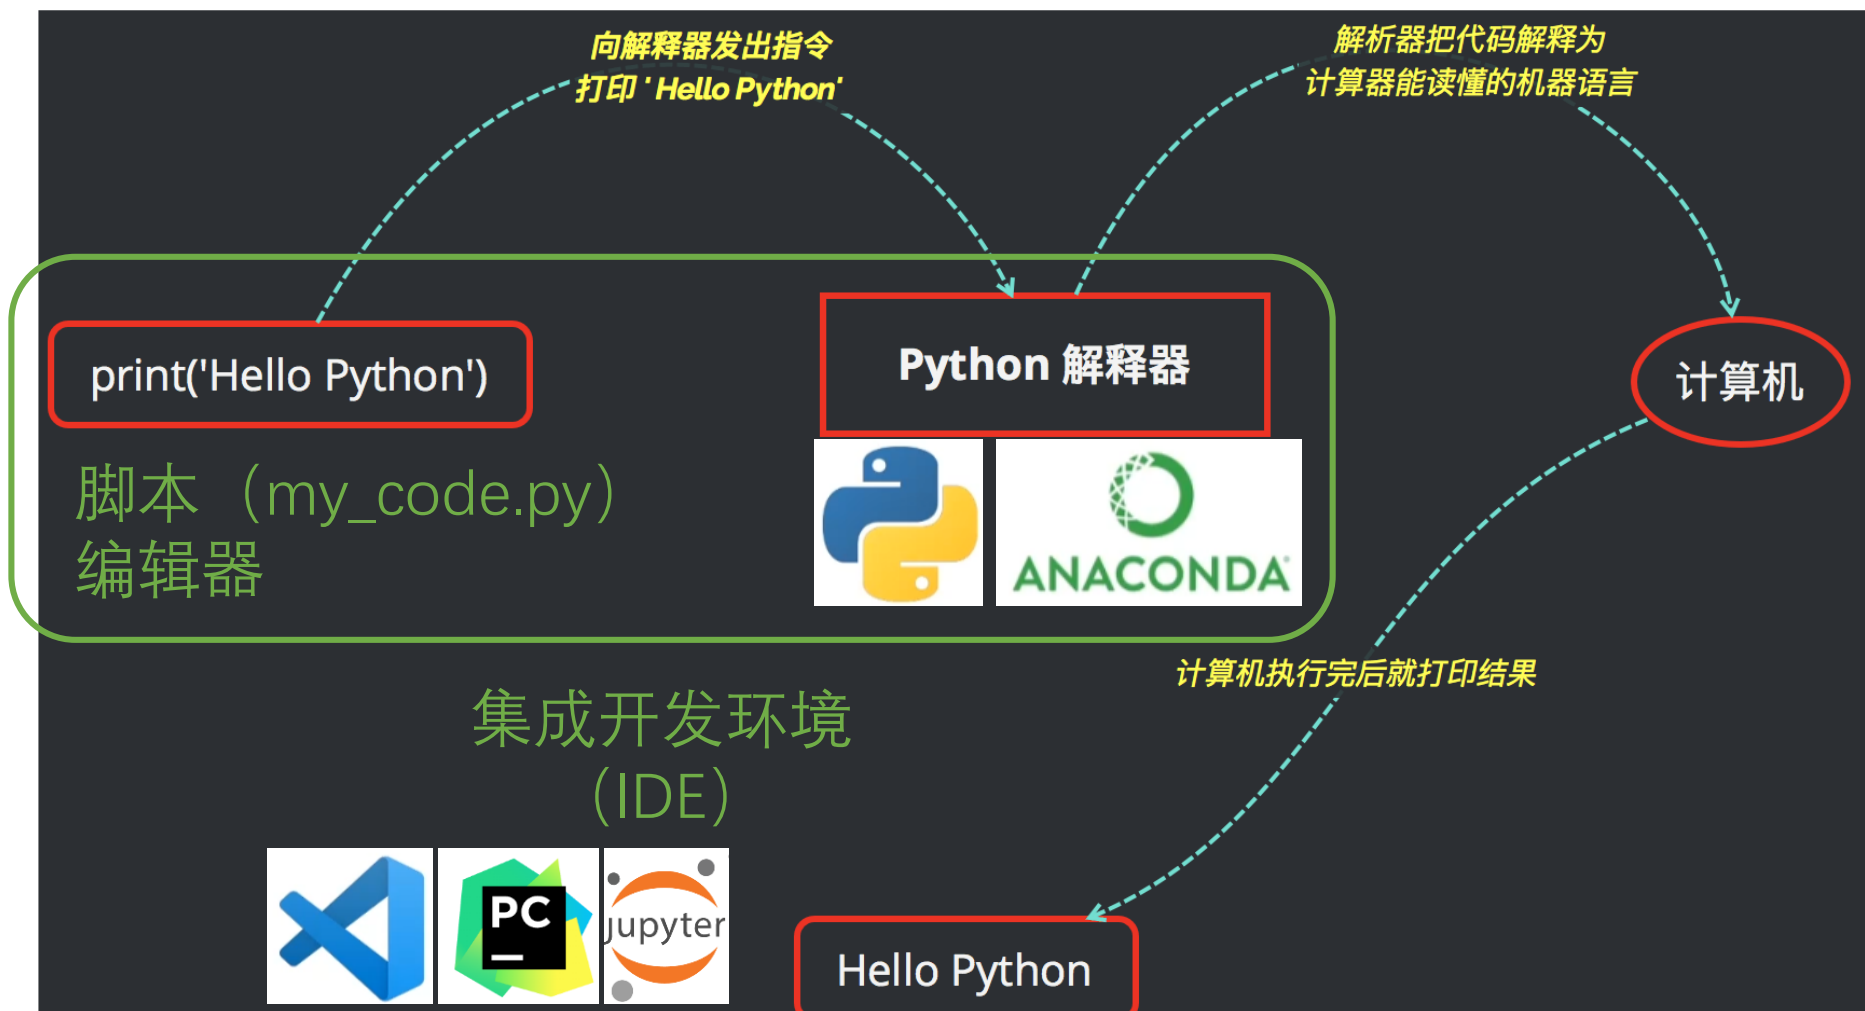 向解释器发出指令
打印 ' Hello Python'
解析器把代码解释为
计算器能读懂的机器语言
print('Hello Python')
Python 解释器
计算机
脚本（my_code.py）
编辑器
ANACONDA
计算机执行完后就打印结果
集成开发环境
（IDE）
PC
jupyter
Hello Python